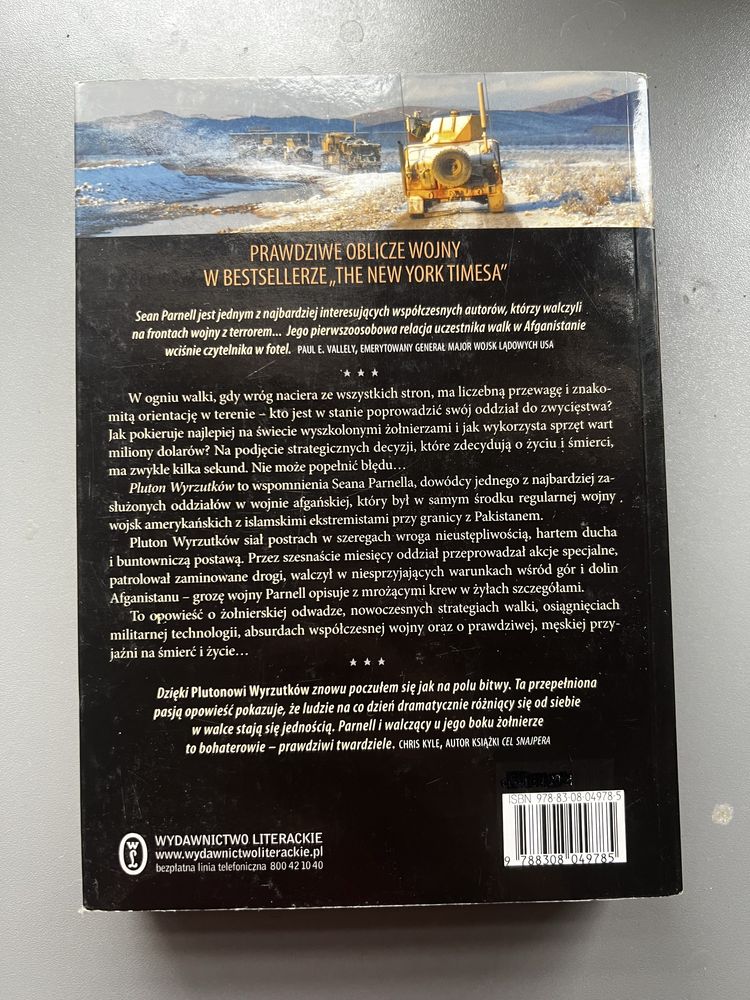 PRAWDZIWE OBLICZE WOJNY
W BESTSELLERZE „THE NEW YORK TIMESA”
Sean Parnell jest jednym z najbardziej interesujących współczesnych autorów, którzy walczyli
na frontach wojny z terrorem... Jego pierwszoosobowa relacja uczestnika walk w Afganistanie
wciśnie czytelnika w fotel. PAUL E. VALLELY, EMERYTOWANY GENERAŁ MAJOR WOJSK LĄDOWYCH USA
★ ★ ★
W ogniu walki, gdy wróg naciera ze wszystkich stron, ma liczebną przewagę i znako-
mitą orientację w terenie – kto jest w stanie poprowadzić swój oddział do zwycięstwa?
Jak pokieruje najlepiej na świecie wyszkolonymi żołnierzami i jak wykorzysta sprzęt wart
miliony dolarów? Na podjęcie strategicznych decyzji, które zdecydują o życiu i śmierci,
ma zwykle kilka sekund. Nie może popełnić błędu…
Pluton Wyrzutków to wspomnienia Seana Parnella, dowódcy jednego z najbardziej za-
służonych oddziałów w wojnie afgańskiej, który był w samym środku regularnej wojny
wojsk amerykańskich z islamskimi ekstremistami przy granicy z Pakistanem.
Pluton Wyrzutków siał postrach w szeregach wroga nieustępliwością, hartem ducha
i buntowniczą postawą. Przez szesnaście miesięcy oddział przeprowadzał akcje specjalne,
patrolował zaminowane drogi, walczył w niesprzyjających warunkach wśród gór i dolin
Afganistanu – grozę wojny Parnell opisuje z mrożącymi krew w żyłach szczegółami.
To opowieść o żołnierskiej odwadze, nowoczesnych strategiach walki, osiągnięciach
militarnej technologii, absurdach współczesnej wojny oraz o prawdziwej, męskiej przy-
jaźni na śmierć i życie…
★ ★ ★
Dzięki Plutonowi Wyrzutków znowu poczułem się jak na polu bitwy. Ta przepełniona
pasją opowieść pokazuje, że ludzie na co dzień dramatycznie różniący się od siebie
w walce stają się jednością. Parnell i walczący u jego boku żołnierze
to bohaterowie – prawdziwi twardziele. CHRIS KYLE, AUTOR KSIĄŻKI CEL SNAJPERA
WYDAWNICTWO LITERACKIE
www.wydawnictwoliterackie.pl
bezpłatna linia telefoniczna 800 42 10 40
ISBN 978-83-08-04978-5
9 788308 049785